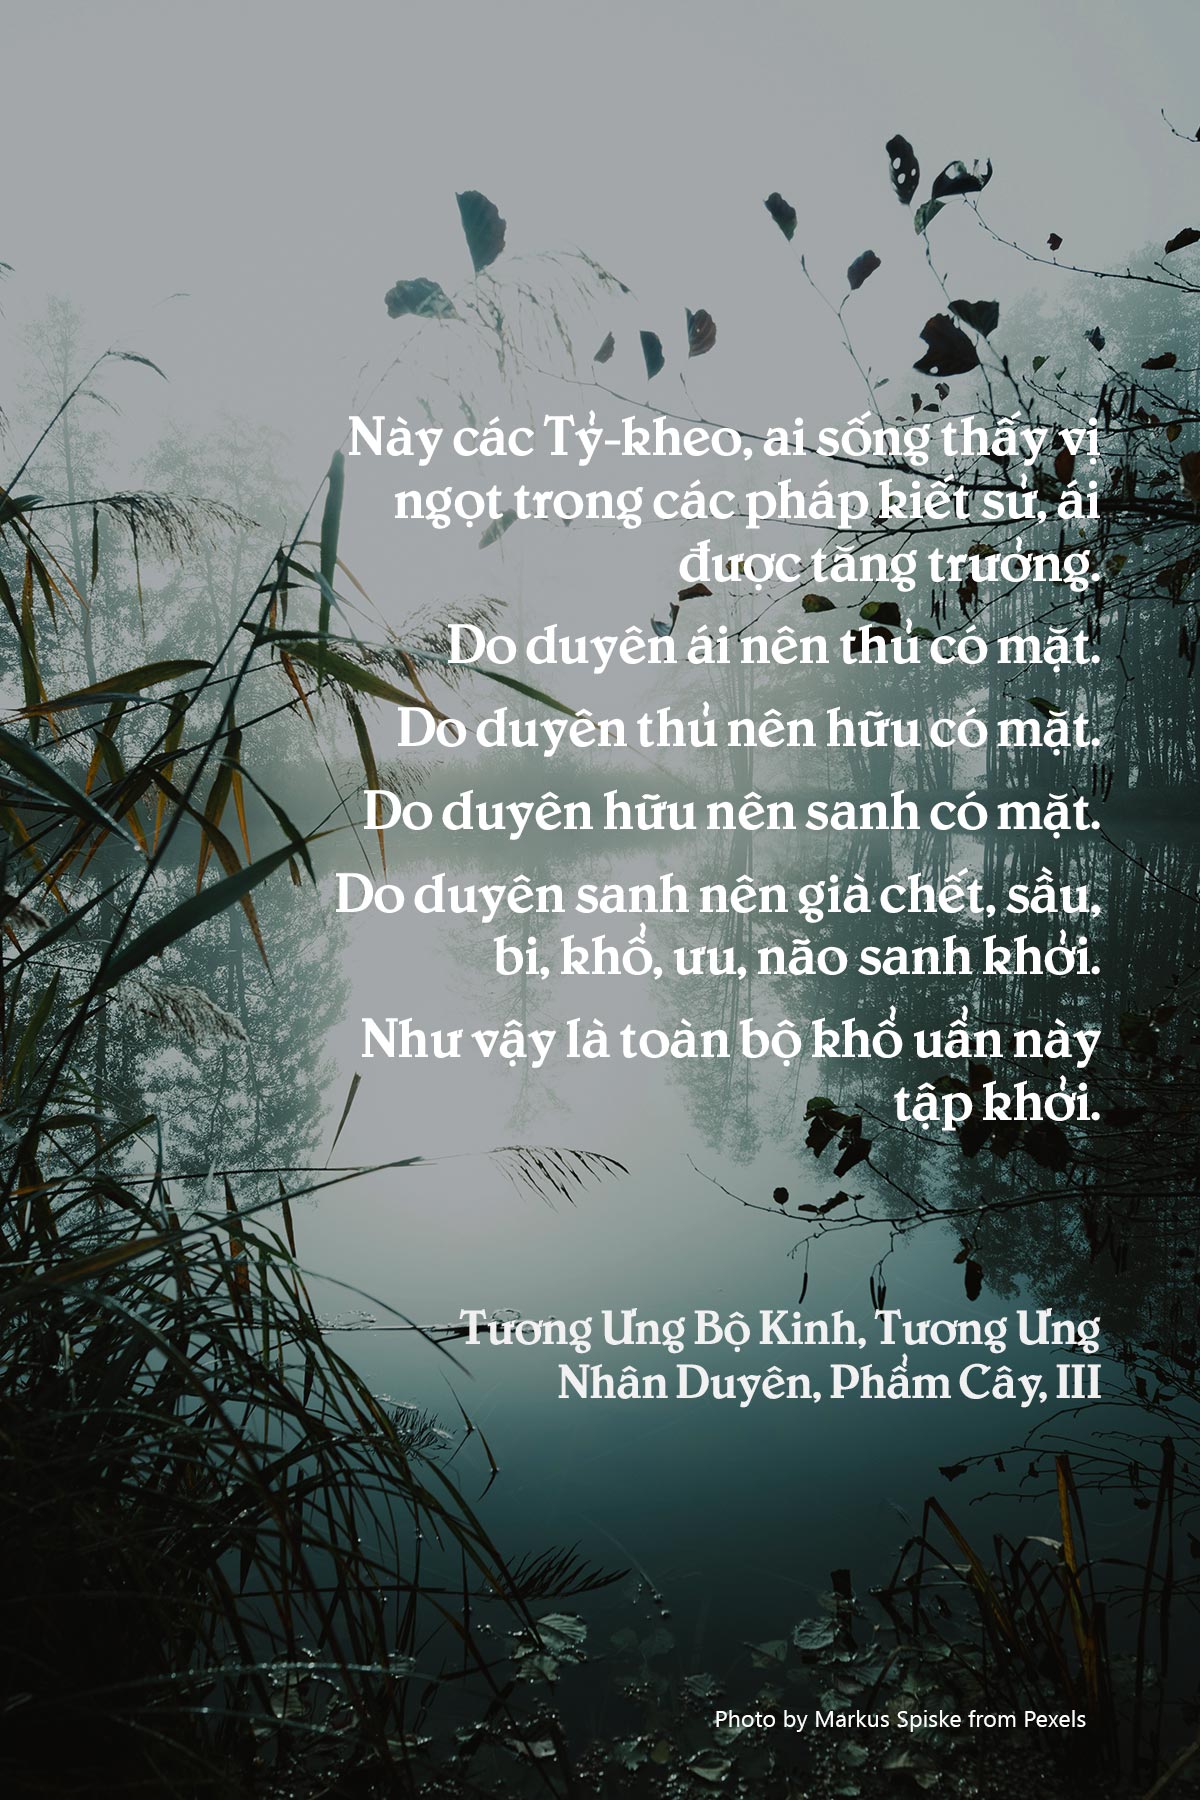 Này các Tỷ-kheo, ai sống thấy vị
ngọt trong các pháp kiết sử, ái
được tăng trưởng.
Do duyên ái nên thủ có mặt.
Do duyên thủ nên hữu có mặt.
Do duyên hữu nên sanh có mặt.
Do duyên sanh nên già chết, sầu,
bi, khổ, ưu, não sanh khởi.
Như vậy là toàn bộ khổ uẩn này
tập khởi.
Tương Ưng Bộ Kinh, Tương Ưng
Nhân Duyên, Phẩm Cây, III
Photo by Markus Spiske from Pexels